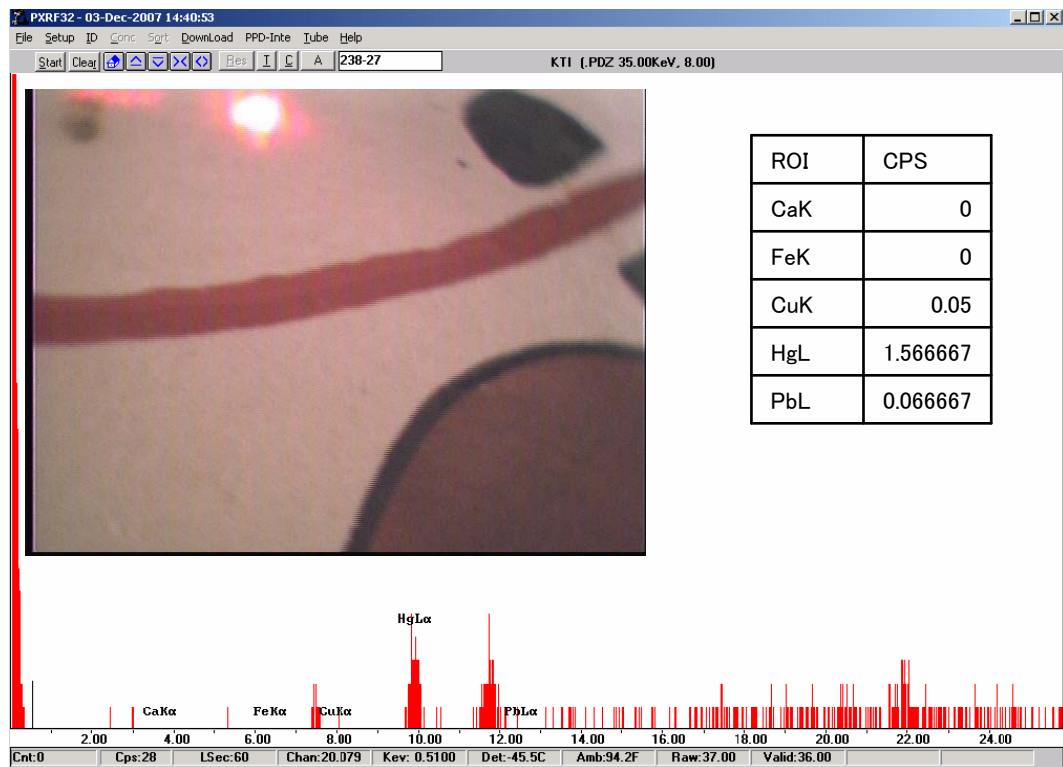 PXRF32 - 03-Dec-2007 14:40:53
File Setup ID Conc Sort DownLoad PPD-Inte Tube Help
Start Clear Res I C A 238-27 KTI (.PDZ 35.00KeV, 8.00)
ROI CPS
CaK 0
FeK 0
CuK 0.05
HgL 1.566667
PbL 0.066667
HgLα
CaKα FeKα CuKα PbLα
2.00 4.00 6.00 8.00 10.00 12.00 14.00 16.00 18.00 20.00 22.00 24.00
Cnt:0 Cps:28 LSec:60 Chan:20.079 Kev: 0.5100 Det:-45.5C Amb:94.2F Raw:37.00 Valid:36.00